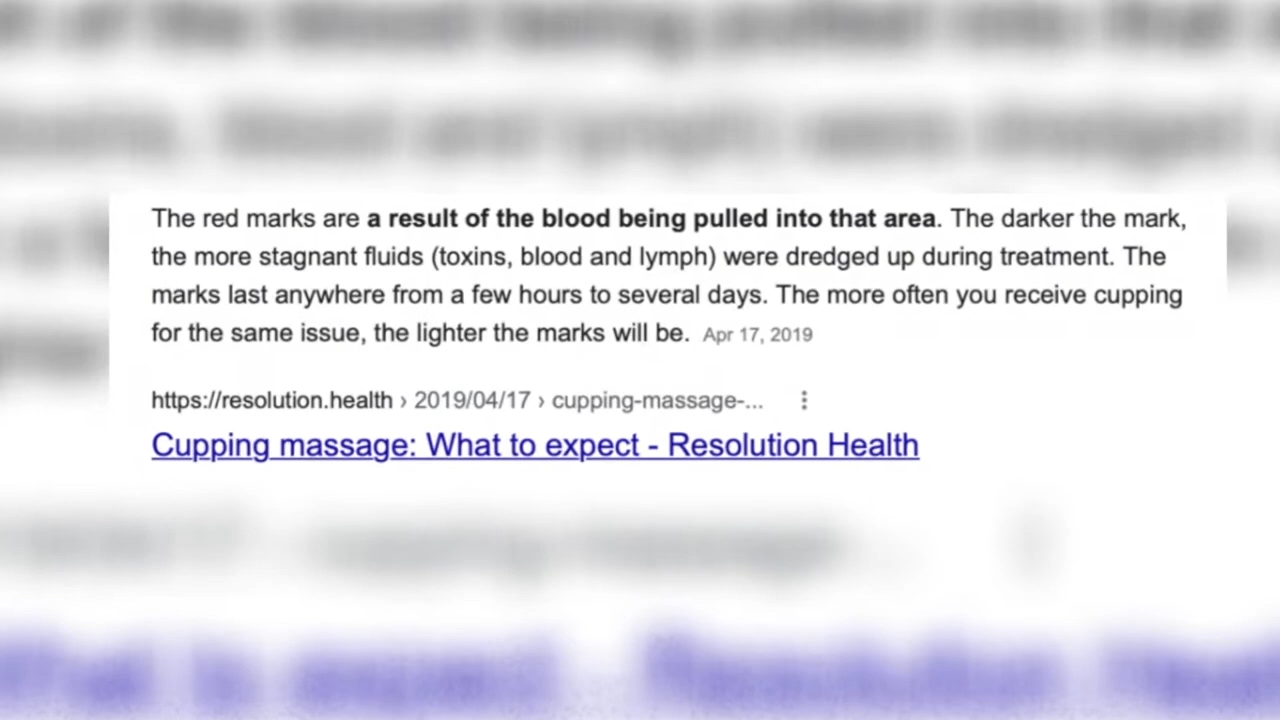 The red marks are a result of the blood being pulled into that area. The darker the mark,
the more stagnant fluids (toxins, blood and lymph) were dredged up during treatment. The
marks last anywhere from a few hours to several days. The more often you receive cupping
for the same issue, the lighter the marks will be. Apr 17, 2019
https://resolution.health › 2019/04/17 › cupping-massage-...
Cupping massage: What to expect - Resolution Health